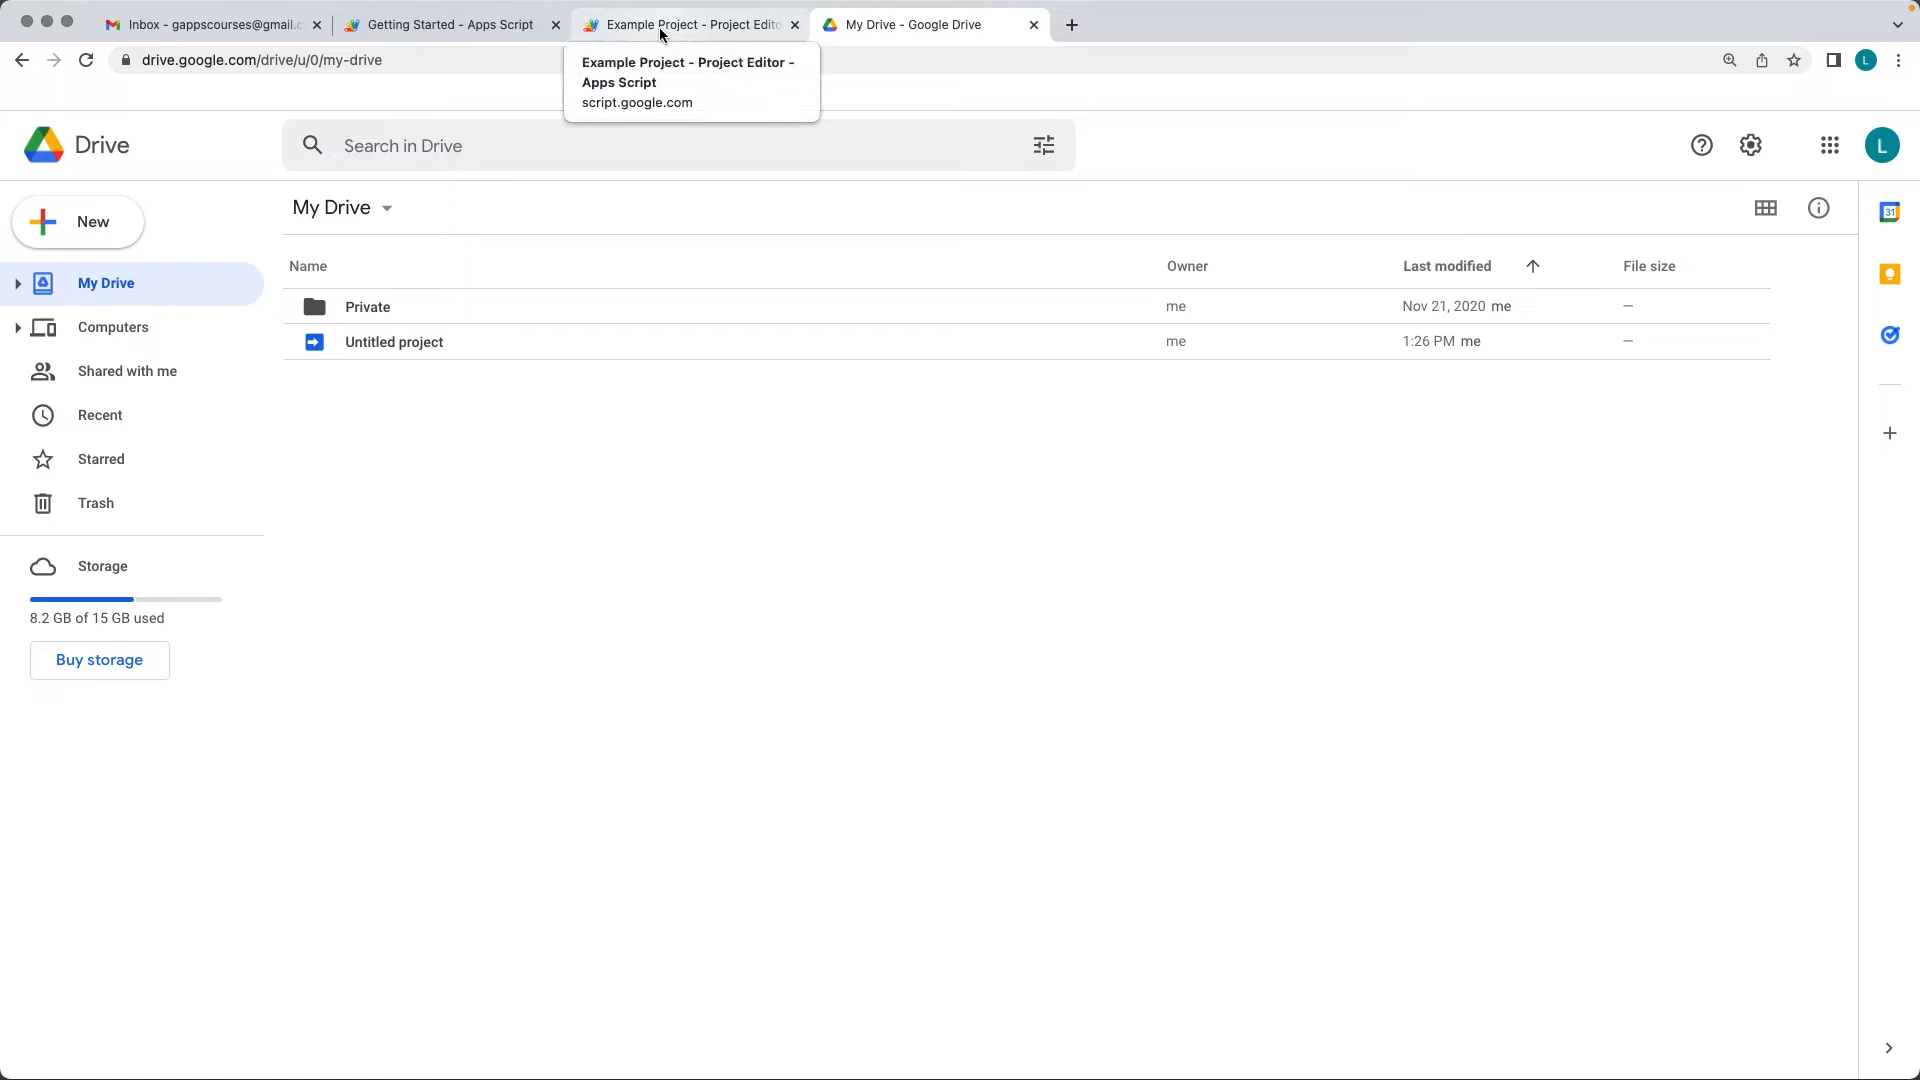 Inbox - gappscourses@gmail.c
Getting Started - Apps Script
Example Project - Project Edito
My Drive - Google Drive
drive.google.com/drive/u/0/my-drive
L
Example Project - Project Editor -
Apps Script
script.google.com
Drive
Search in Drive
L
New
My Drive
31
My Drive
Computers
Shared with me
Recent
Starred
Trash
Storage
8.2 GB of 15 GB used
Buy storage
Name Owner Last modified File size
Private me Nov 21, 2020 me —
Untitled project me 1:26 PM me —